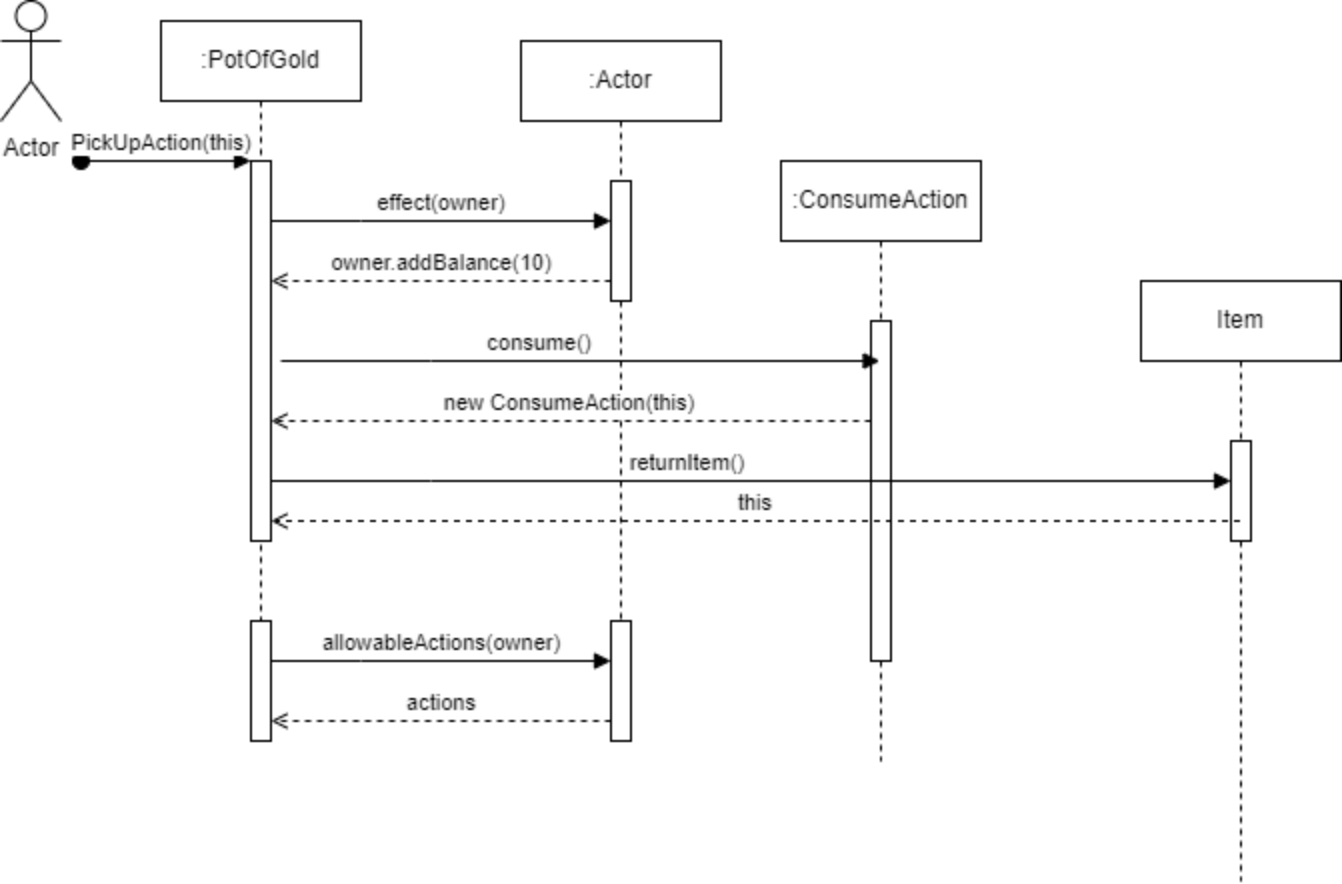 :PotOfGold
:Actor
Actor
PickUpAction(this)
:ConsumeAction
effect(owner)
owner.addBalance(10)
Item
consume()
new ConsumeAction(this)
returnItem()
this
allowableActions(owner)
actions